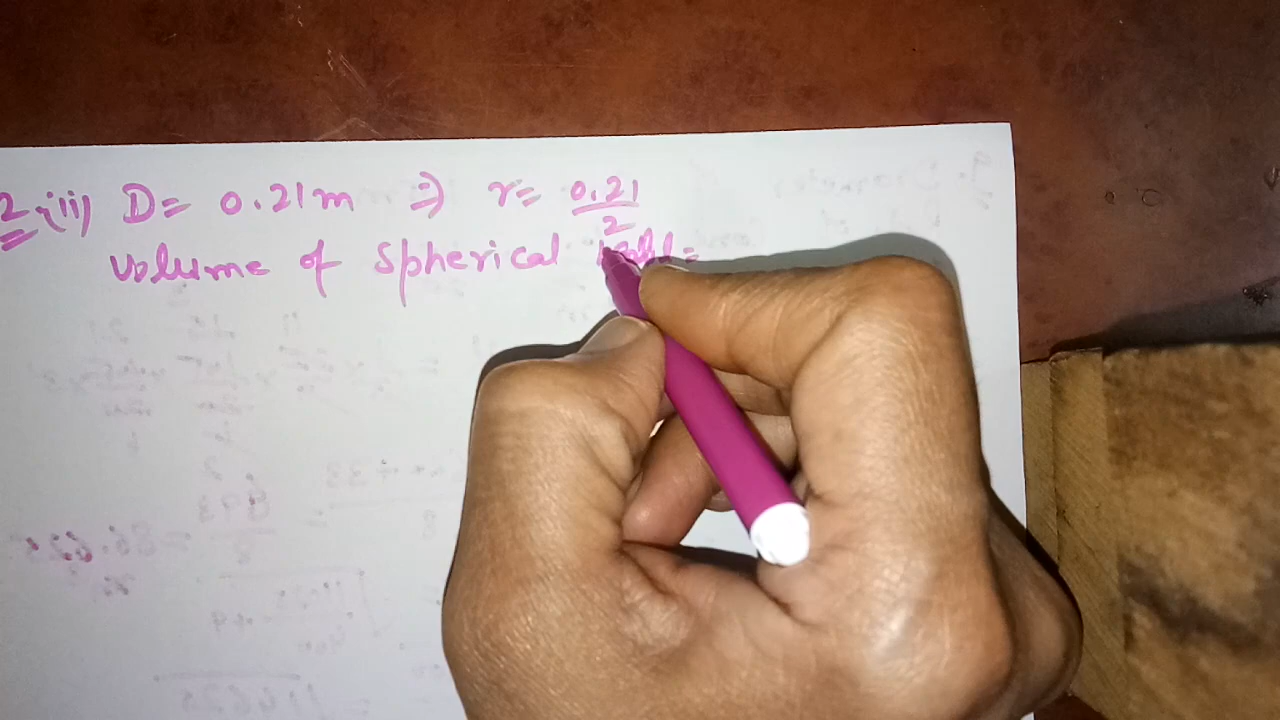 2.(ii) D = 0.21m ⇒ r = 0.21/2
Volume of Spherical =